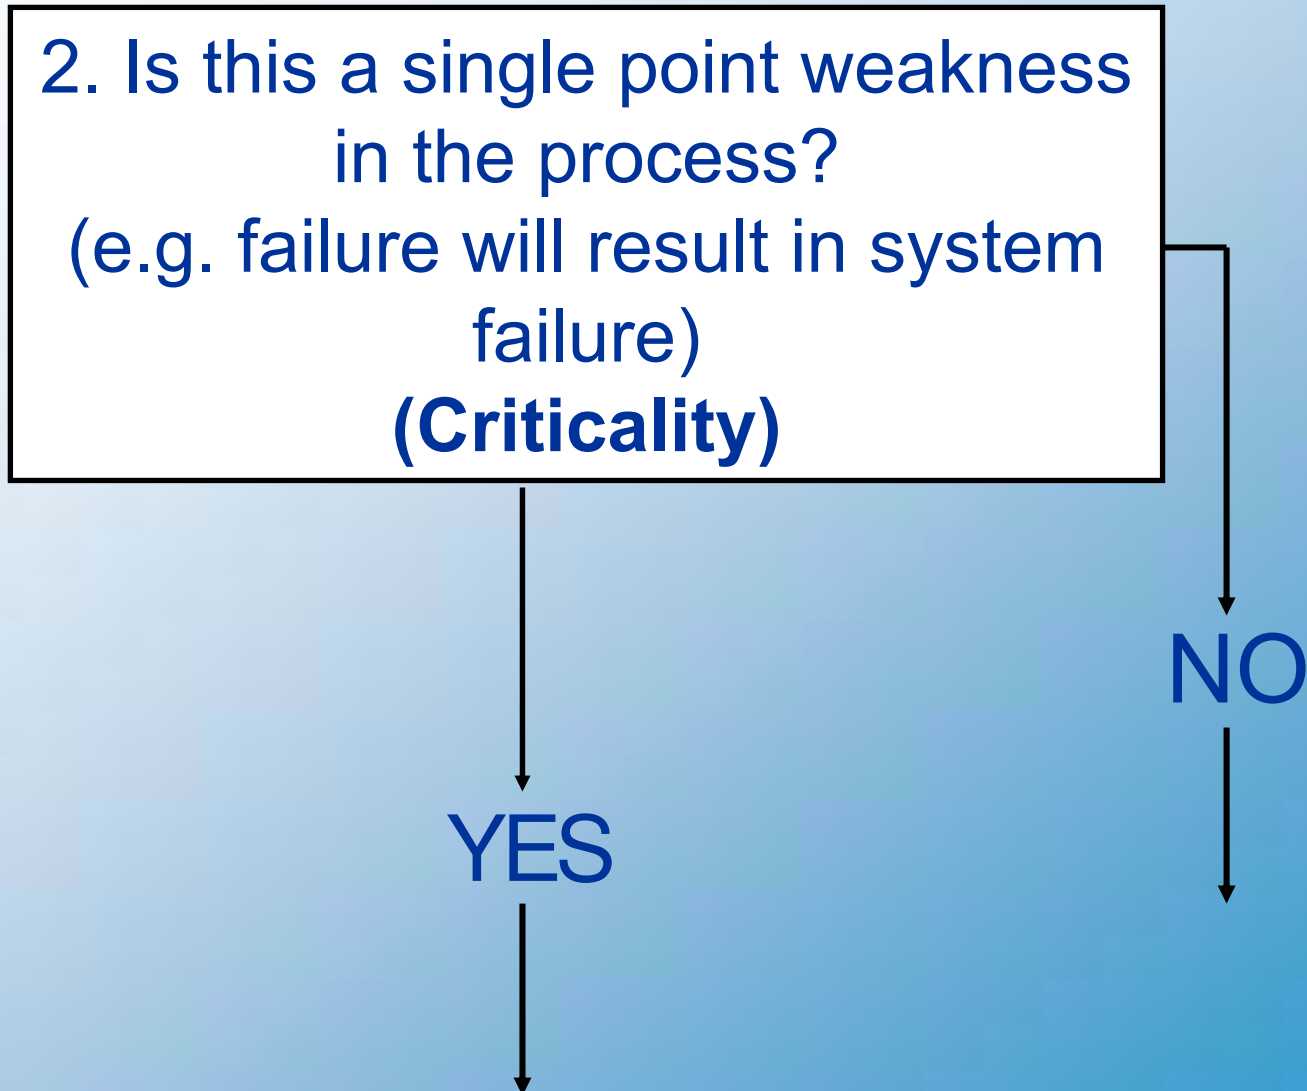 2. Is this a single point weakness
in the process?
(e.g. failure will result in system
failure)
(Criticality)
NO
YES